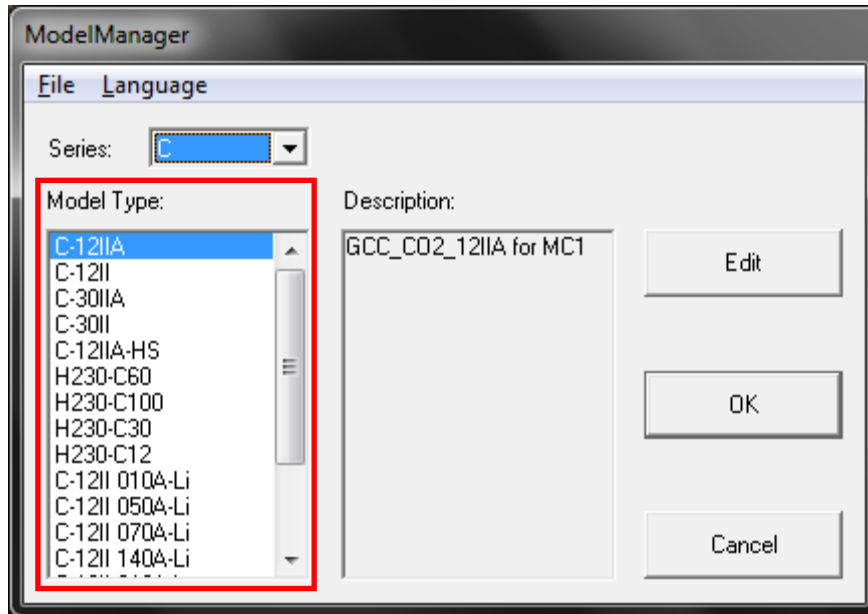 ModelManager
File Language
Series: C
Model Type:
C-12IIA
C-12II
C-30IIA
C-30II
C-12IIA-HS
H230-C60
H230-C100
H230-C30
H230-C12
C-12II 010A-Li
C-12II 050A-Li
C-12II 070A-Li
C-12II 140A-Li
Description:
GCC_CO2_12IIA for MC1
Edit
OK
Cancel